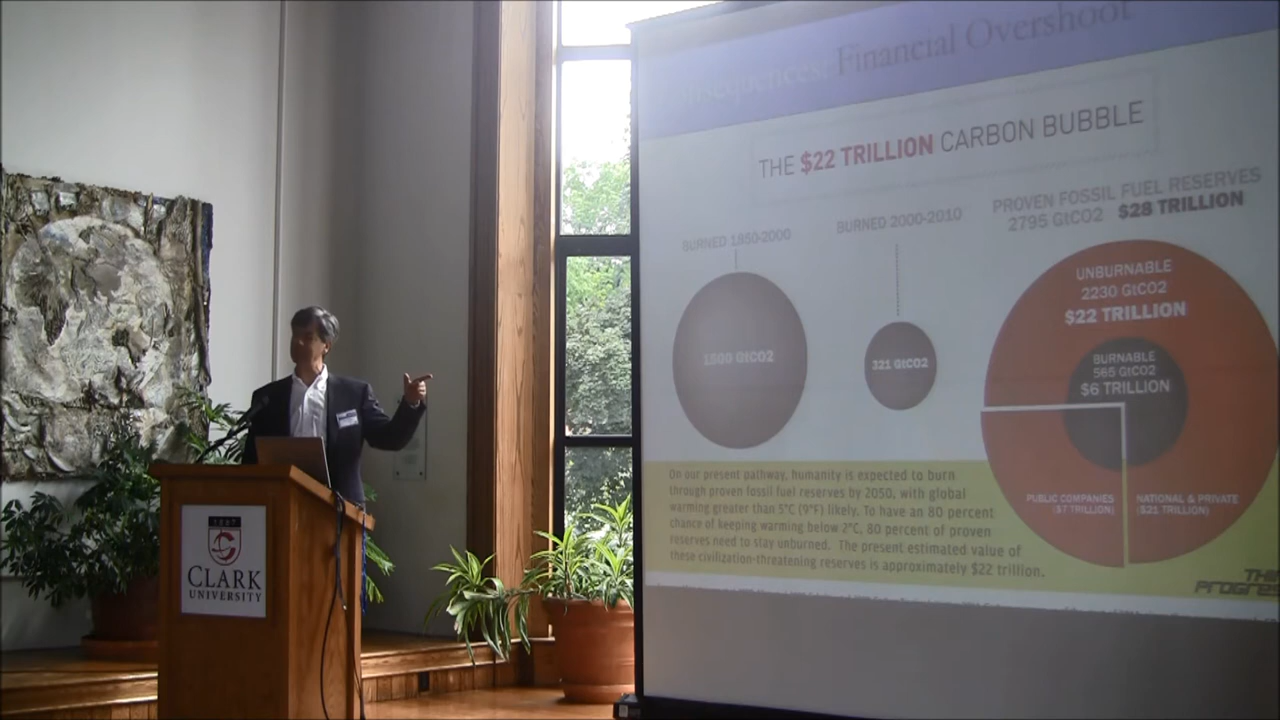 Financial Overshoot
THE $22 TRILLION CARBON BUBBLE
PROVEN FOSSIL FUEL RESERVES
2795 GtCO2 $28 TRILLION
BURNED 1850-2000
BURNED 2000-2010
UNBURNABLE
2230 GtCO2
$22 TRILLION
321 GtCO2
BURNABLE
565 GtCO2
$6 TRILLION
PUBLIC COMPANIES
($7 TRILLION)
NATIONAL & PRIVATE
($21 TRILLION)
On our present pathway, humanity is expected to burn
through proven fossil fuel reserves by 2050, with global
warming greater than 5°C (9°F) likely. To have an 80 percent
chance of keeping warming below 2°C, 80 percent of proven
reserves need to stay unburned. The present estimated value of
these civilization-threatening reserves is approximately $22 trillion.
1887
CLARK
UNIVERSITY